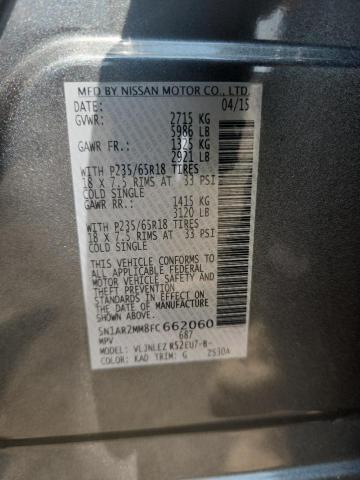 MFD BY NISSAN MOTOR CO., LTD.
DATE: 04/15
GVWR: 2715 KG
5986 LB
GAWR FR.: 1325 KG
2921 LB
WITH P235/65R18 TIRES
18 X 7.5 RIMS AT 33 PSI
COLD SINGLE
GAWR RR.: 1415 KG
3120 LB
WITH P235/65R18 TIRES
18 X 7.5 RIMS AT 33 PSI
COLD SINGLE
THIS VEHICLE CONFORMS TO
ALL APPLICABLE FEDERAL
MOTOR VEHICLE SAFETY AND
THEFT PREVENTION
STANDARDS IN EFFECT ON
THE DATE OF MANUFACTURE
SHOWN ABOVE.
5N1AR2MM8FC662060
MPV 687
MODEL: VLJNLEZ R52EU7-B-
COLOR: KAD TRIM: G 2530A